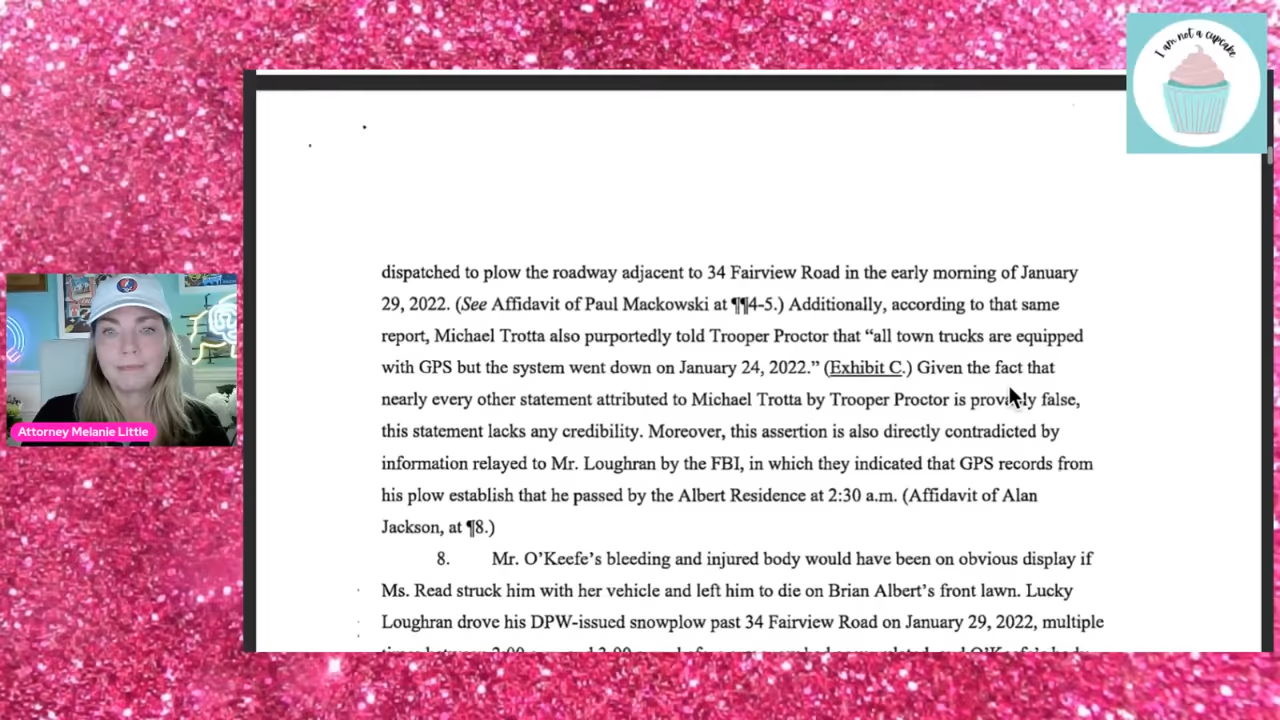 I am not a cupcake
dispatched to plow the roadway adjacent to 34 Fairview Road in the early morning of January
29, 2022. (See Affidavit of Paul Mackowski at ¶¶4-5.) Additionally, according to that same
report, Michael Trotta also purportedly told Trooper Proctor that “all town trucks are equipped
with GPS but the system went down on January 24, 2022.” (Exhibit C.) Given the fact that
nearly every other statement attributed to Michael Trotta by Trooper Proctor is provably false,
this statement lacks any credibility. Moreover, this assertion is also directly contradicted by
information relayed to Mr. Loughran by the FBI, in which they indicated that GPS records from
his plow establish that he passed by the Albert Residence at 2:30 a.m. (Affidavit of Alan
Jackson, at ¶8.)
8. Mr. O’Keefe’s bleeding and injured body would have been on obvious display if
Ms. Read struck him with her vehicle and left him to die on Brian Albert’s front lawn. Lucky
Loughran drove his DPW-issued snowplow past 34 Fairview Road on January 29, 2022, multiple
Attorney Melanie Little